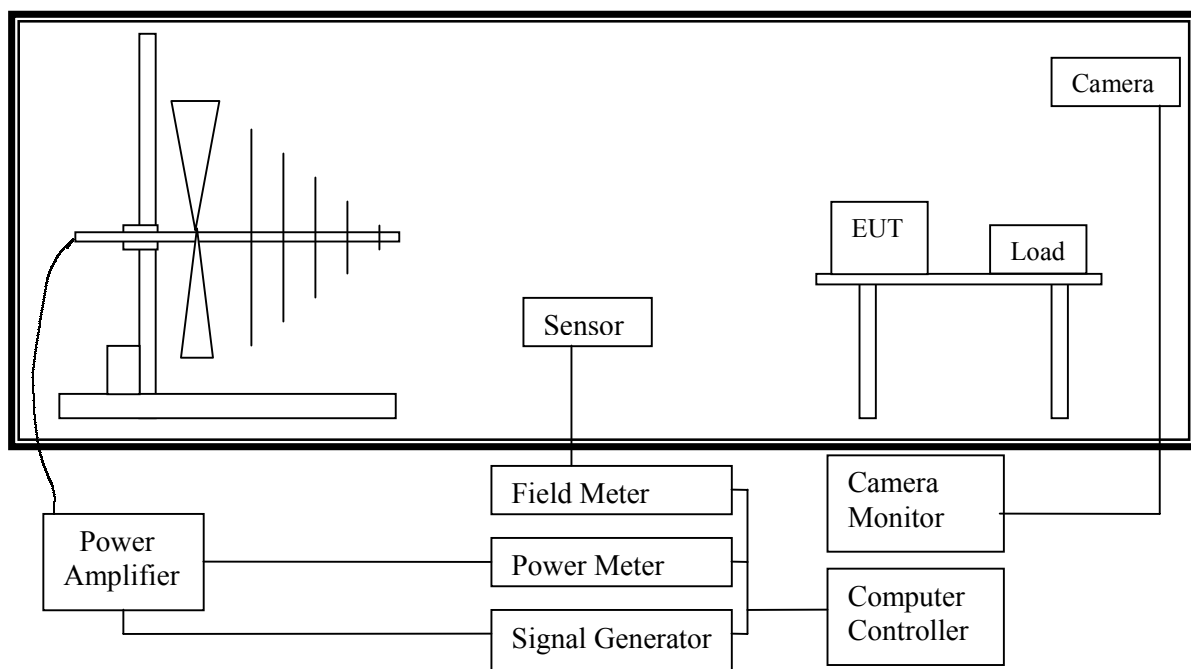 Camera
EUT
Load
Sensor
Field Meter
Camera
Monitor
Power
Amplifier
Power Meter
Computer
Controller
Signal Generator